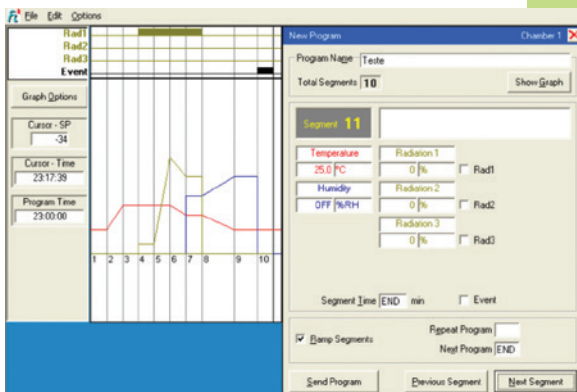 Fi File Edit Options
Rad1
Rad2
Rad3
Event
Graph Options
Cursor - SP
-34
Cursor - Time
23:17:39
Program Time
23:00:00
1 2 3 4 5 6 7 8 9 10
New Program Chamber 1
Program Name Teste
Total Segments 10 Show Graph
Segment 11
Temperature Radiation 1
25,0 °C 0 % Rad1
Humidity Radiation 2
OFF %RH 0 % Rad2
Radiation 3
0 % Rad3
Segment Time END min Event
Ramp Segments Repeat Program
Next Program END
Send Program Previous Segment Next Segment